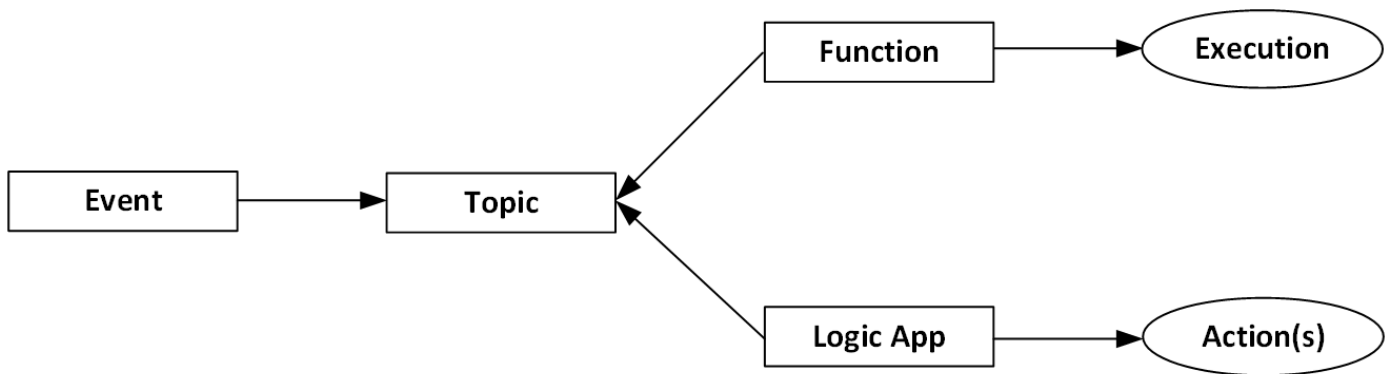 Function
Execution
Event
Topic
Logic App
Action(s)